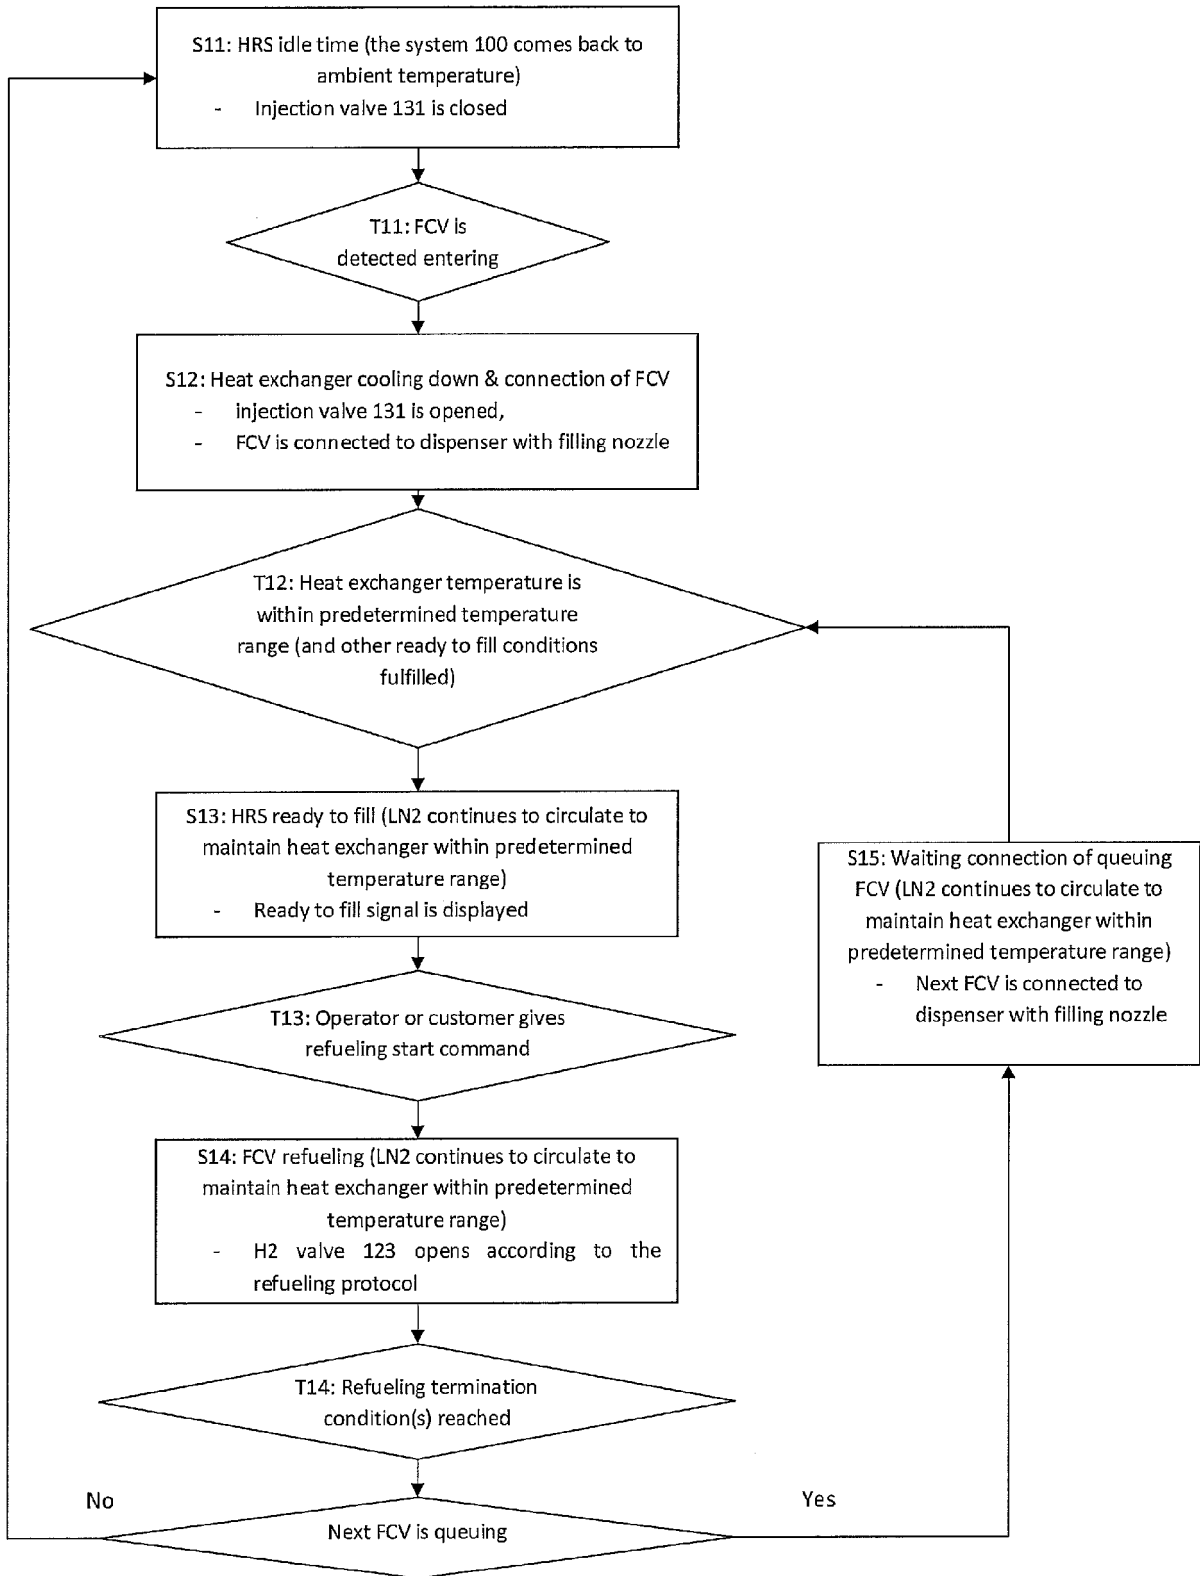 S11: HRS idle time (the system 100 comes back to
ambient temperature)
- Injection valve 131 is closed
T11: FCV is
detected entering
S12: Heat exchanger cooling down & connection of FCV
- injection valve 131 is opened,
- FCV is connected to dispenser with filling nozzle
T12: Heat exchanger temperature is
within predetermined temperature
range (and other ready to fill conditions
fulfilled)
S13: HRS ready to fill (LN2 continues to circulate to
maintain heat exchanger within predetermined
temperature range)
- Ready to fill signal is displayed
S15: Waiting connection of queuing
FCV (LN2 continues to circulate to
maintain heat exchanger within
predetermined temperature range)
- Next FCV is connected to
dispenser with filling nozzle
T13: Operator or customer gives
refueling start command
S14: FCV refueling (LN2 continues to circulate to
maintain heat exchanger within predetermined
temperature range)
- H2 valve 123 opens according to the
refueling protocol
T14: Refueling termination
condition(s) reached
No
Yes
Next FCV is queuing